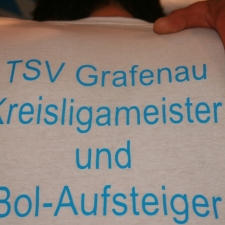 TSV Grafenau
Kreisligameister
und
Bol-Aufsteiger